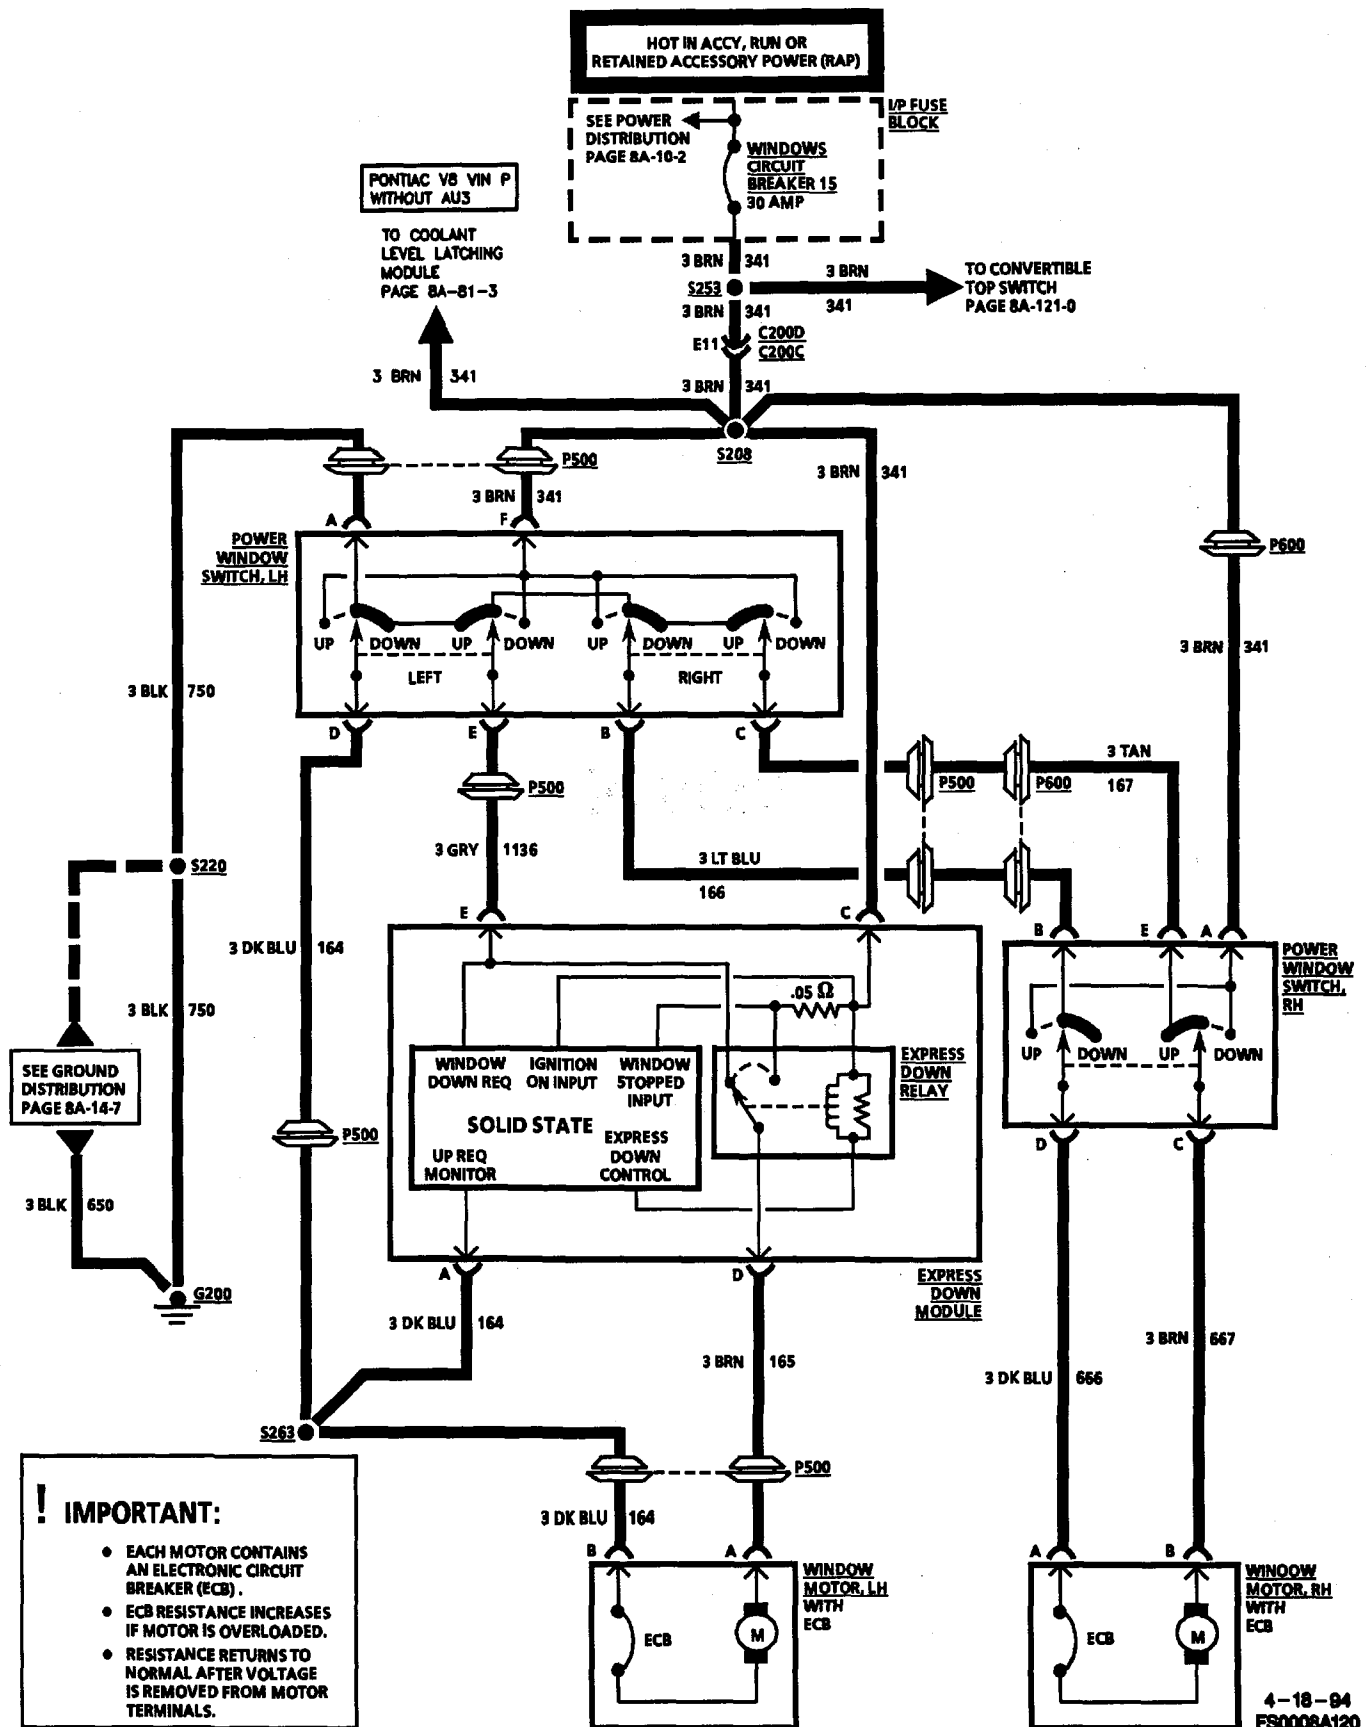 HOT IN ACCY, RUN OR
RETAINED ACCESSORY POWER (RAP)
I/P FUSE
BLOCK
SEE POWER
DISTRIBUTION
PAGE 8A-10-2
WINDOWS
CIRCUIT
BREAKER 15
30 AMP
PONTIAC V8 VIN P
WITHOUT AU3
TO COOLANT
LEVEL LATCHING
MODULE
PAGE 8A-81-3
3 BRN 341
S253
3 BRN
341
TO CONVERTIBLE
TOP SWITCH
PAGE 8A-121-0
3 BRN 341
E11
C200D
C200C
3 BRN 341
3 BRN 341
S208
P500
3 BRN 341
3 BRN 341
P600
A
F
POWER
WINDOW
SWITCH, LH
UP
DOWN
UP
DOWN
UP
DOWN
UP
DOWN
LEFT
RIGHT
3 BRN 341
3 BLK 750
D
E
B
C
P500
P500
P600
3 TAN
167
3 GRY 1136
3 LT BLU
166
S220
E
C
B
E
A
3 DK BLU 164
POWER
WINDOW
SWITCH,
RH
.05 Ω
3 BLK 750
UP
DOWN
UP
DOWN
WINDOW
DOWN REQ
IGNITION
ON INPUT
WINDOW
STOPPED
INPUT
EXPRESS
DOWN
RELAY
SEE GROUND
DISTRIBUTION
PAGE 8A-14-7
SOLID STATE
P500
UP REQ
MONITOR
EXPRESS
DOWN
CONTROL
D
C
3 BLK 650
A
D
EXPRESS
DOWN
MODULE
G200
3 DK BLU 164
3 BRN 165
3 BRN 667
3 DK BLU 666
S263
P500
3 DK BLU 164
! IMPORTANT:
● EACH MOTOR CONTAINS
AN ELECTRONIC CIRCUIT
BREAKER (ECB) .
● ECB RESISTANCE INCREASES
IF MOTOR IS OVERLOADED.
● RESISTANCE RETURNS TO
NORMAL AFTER VOLTAGE
IS REMOVED FROM MOTOR
TERMINALS.
B
A
WINDOW
MOTOR, LH
WITH
ECB
ECB
M
A
B
WINOOW
MOTOR, RH
WITH
ECB
ECB
M
4-18-94
ES0008A120